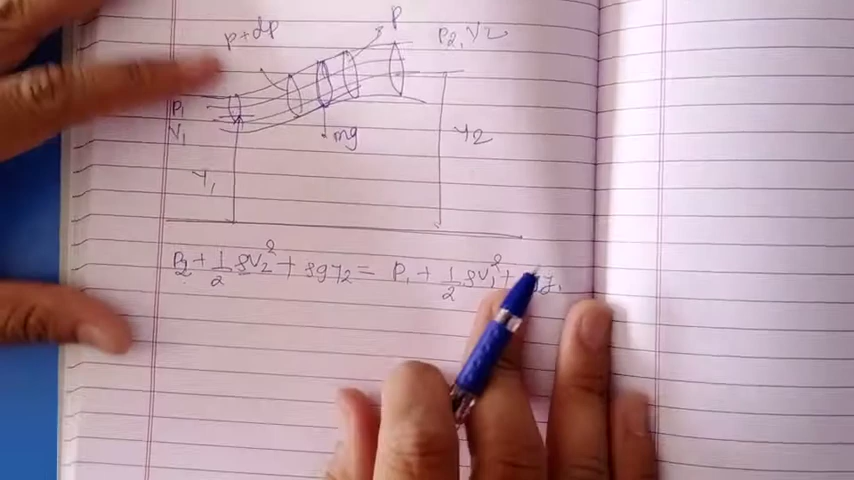 p+dp
p
P2, V2
P1
V1
mg
Y2
Y1
P2 + 1/2 ρv2² + ρgy2 = P1 + 1/2 ρv1² +